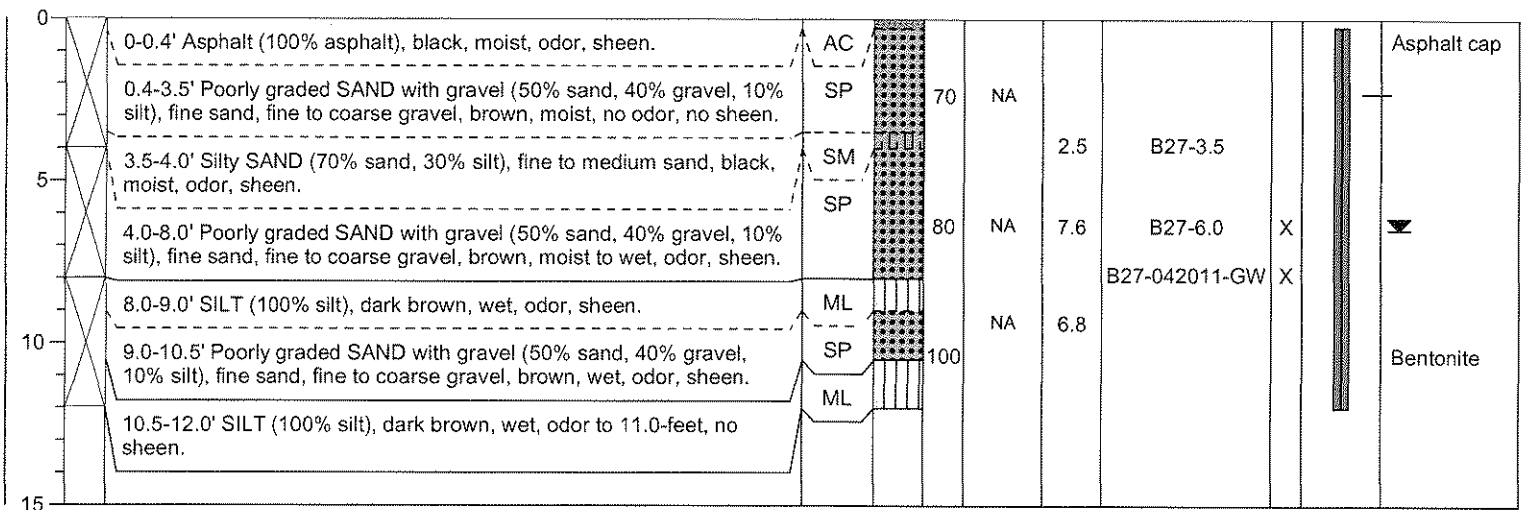 0
0-0.4' Asphalt (100% asphalt), black, moist, odor, sheen.
AC
Asphalt cap
0.4-3.5' Poorly graded SAND with gravel (50% sand, 40% gravel, 10%
silt), fine sand, fine to coarse gravel, brown, moist, no odor, no sheen.
SP
70
NA
3.5-4.0' Silty SAND (70% sand, 30% silt), fine to medium sand, black,
moist, odor, sheen.
SM
2.5
B27-3.5
5
SP
4.0-8.0' Poorly graded SAND with gravel (50% sand, 40% gravel, 10%
silt), fine sand, fine to coarse gravel, brown, moist to wet, odor, sheen.
80
NA
7.6
B27-6.0
X
B27-042011-GW
X
8.0-9.0' SILT (100% silt), dark brown, wet, odor, sheen.
ML
NA
6.8
10
9.0-10.5' Poorly graded SAND with gravel (50% sand, 40% gravel,
10% silt), fine sand, fine to coarse gravel, brown, wet, odor, sheen.
SP
100
Bentonite
ML
10.5-12.0' SILT (100% silt), dark brown, wet, odor to 11.0-feet, no
sheen.
15